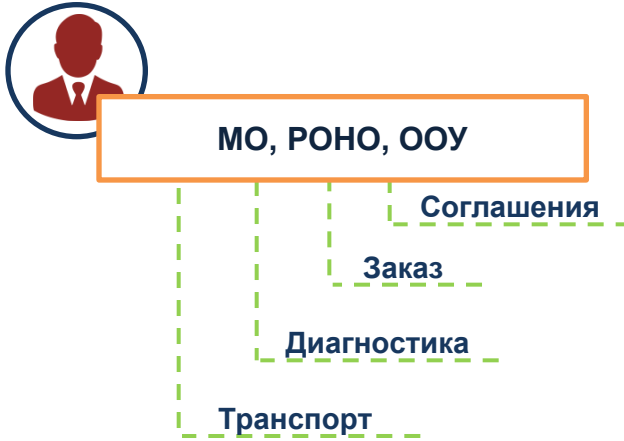 МО, РОНО, ООУ
Соглашения
Заказ
Диагностика
Транспорт